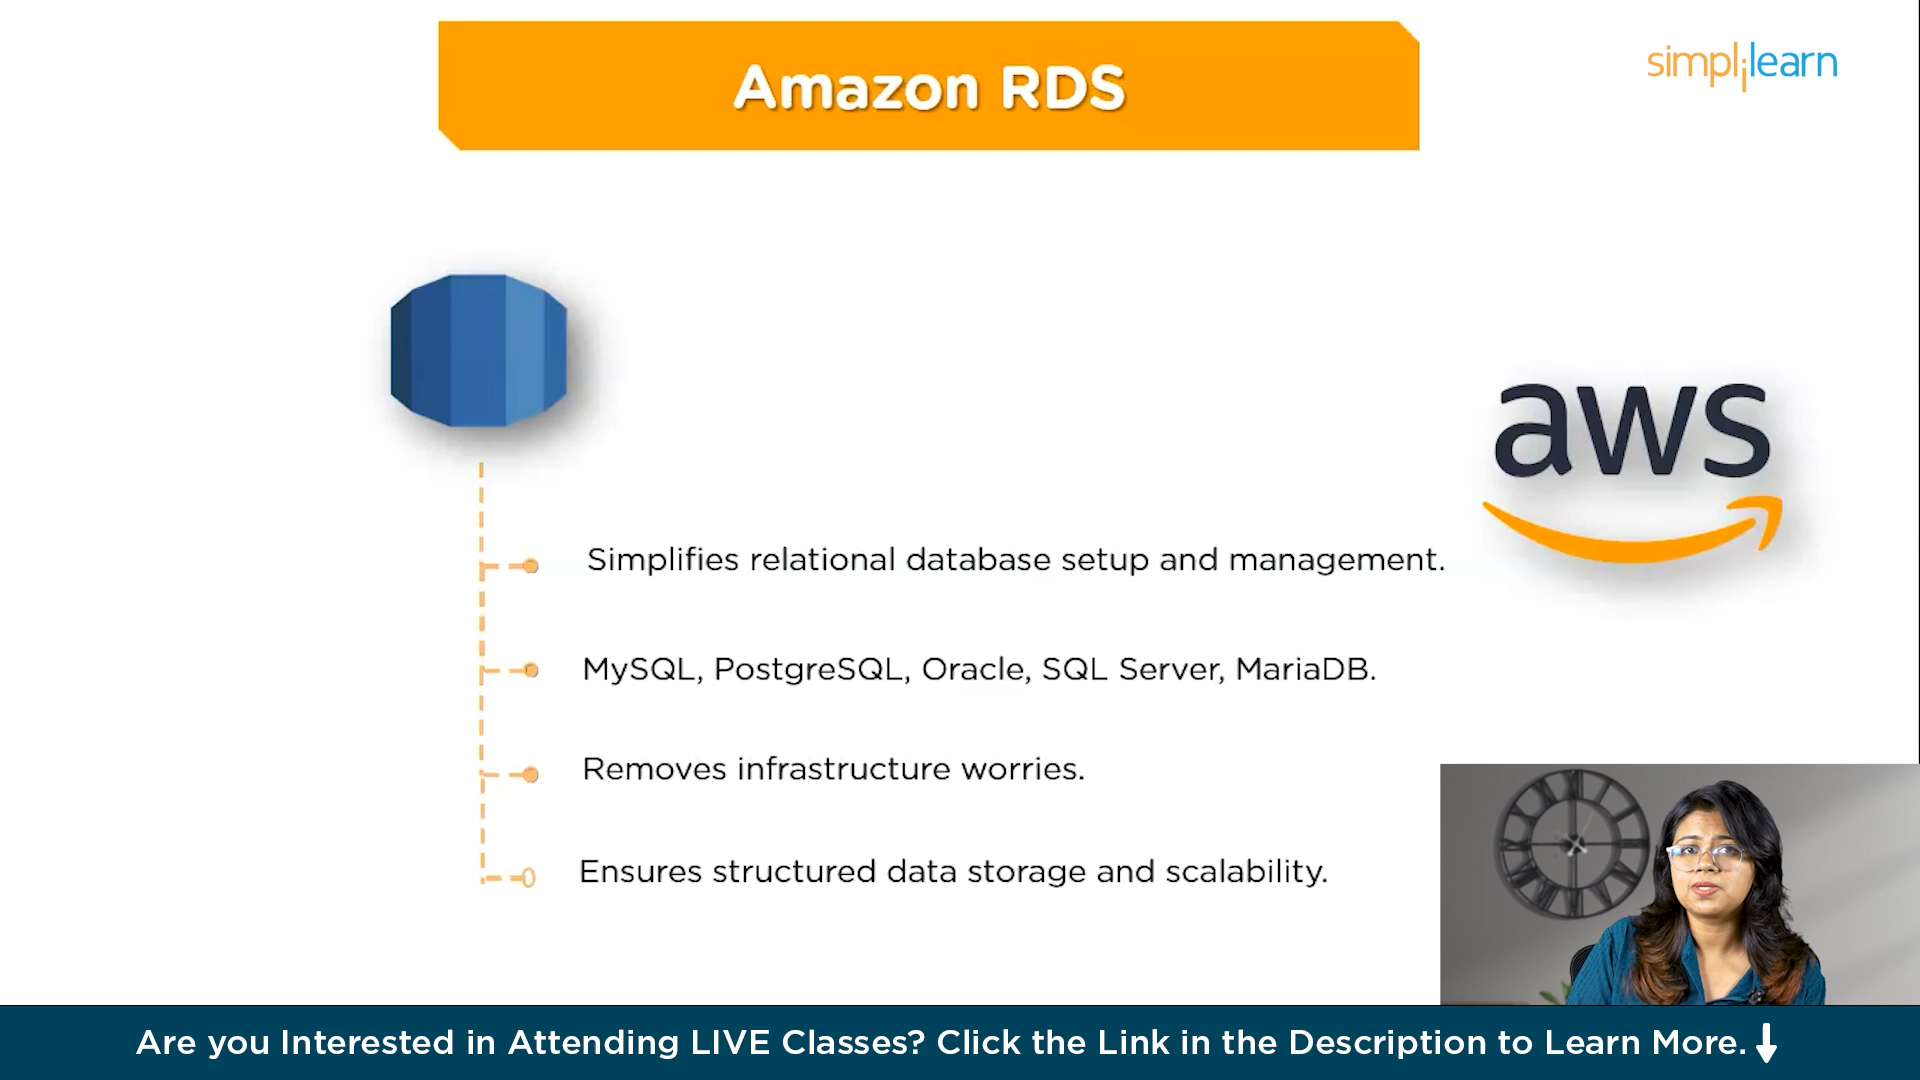 Amazon RDS
simplilearn
aws
Simplifies relational database setup and management.
MySQL, PostgreSQL, Oracle, SQL Server, MariaDB.
Removes infrastructure worries.
Ensures structured data storage and scalability.
Are you Interested in Attending LIVE Classes? Click the Link in the Description to Learn More.